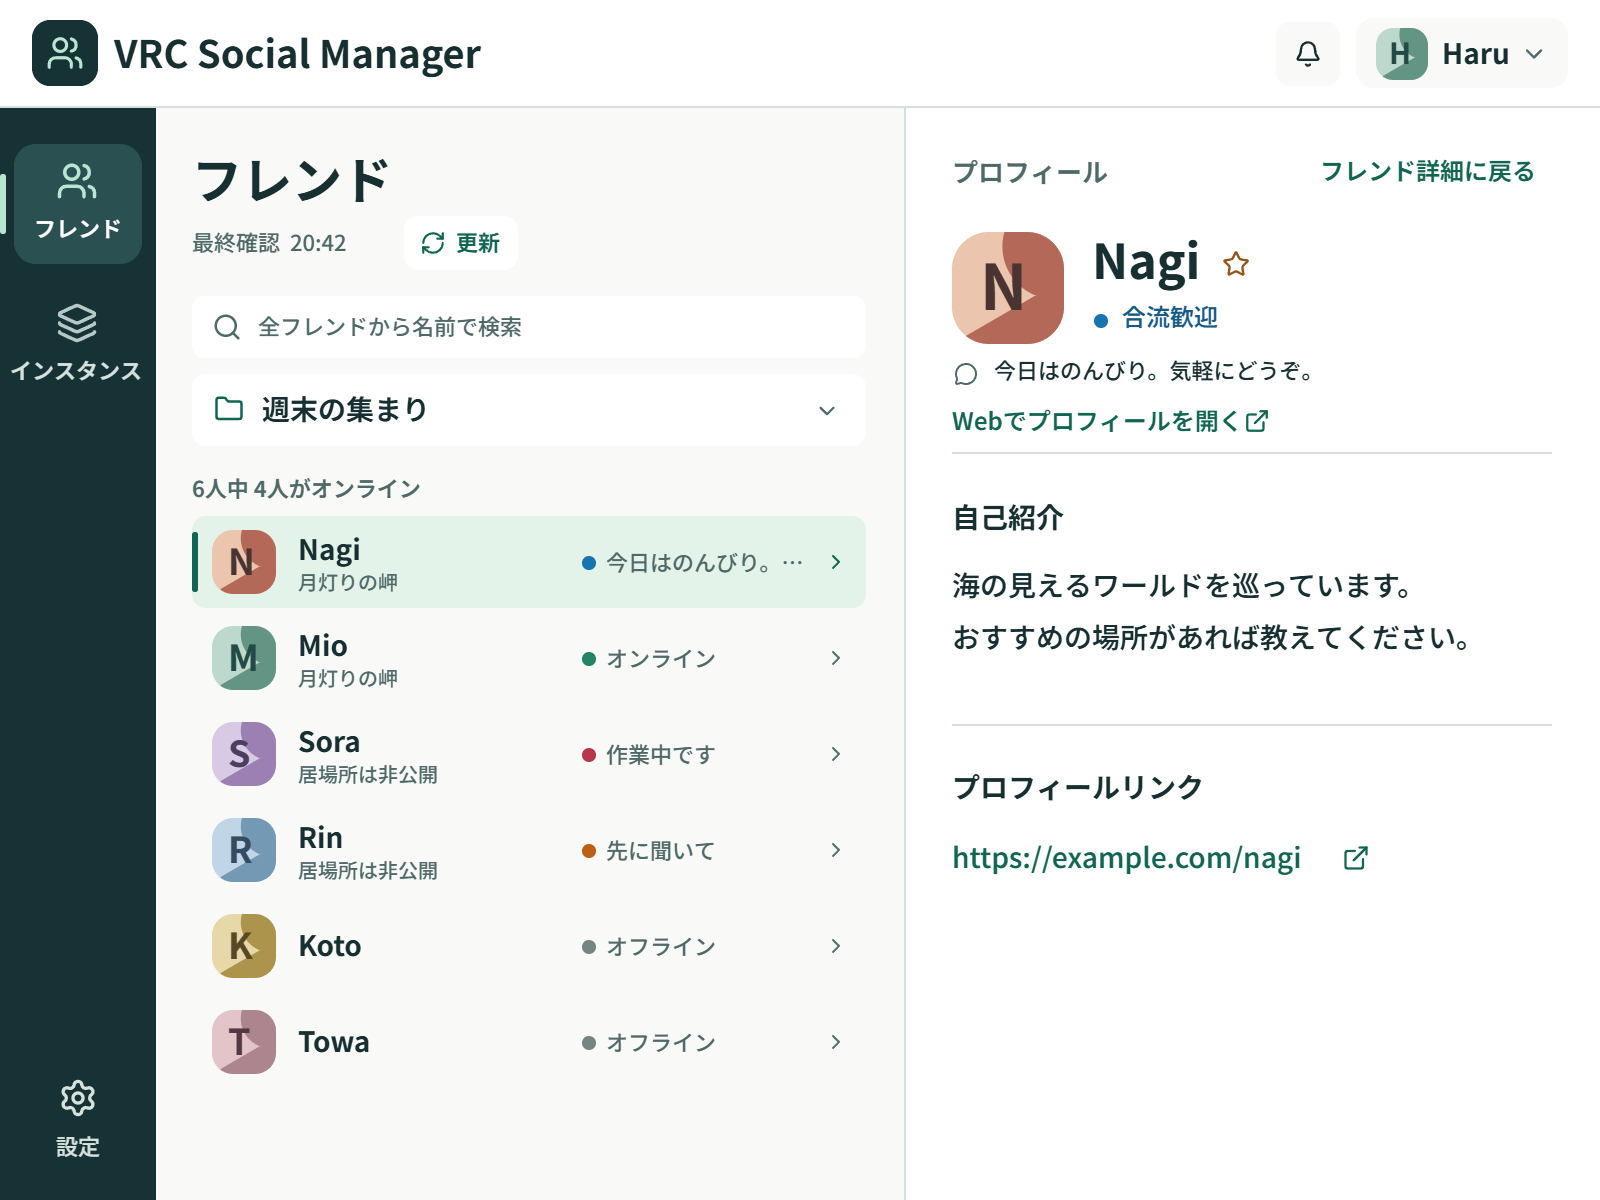 VRC Social Manager
H Haru
フレンド
インスタンス
設定
フレンド
最終確認 20:42 更新
全フレンドから名前で検索
週末の集まり
6人中 4人がオンライン
N Nagi
月灯りの岬
今日はのんびり。…
M Mio
月灯りの岬
オンライン
S Sora
居場所は非公開
作業中です
R Rin
居場所は非公開
先に聞いて
K Koto
オフライン
T Towa
オフライン
プロフィール フレンド詳細に戻る
N Nagi
合流歓迎
今日はのんびり。気軽にどうぞ。
Webでプロフィールを開く
自己紹介
海の見えるワールドを巡っています。
おすすめの場所があれば教えてください。
プロフィールリンク
https://example.com/nagi